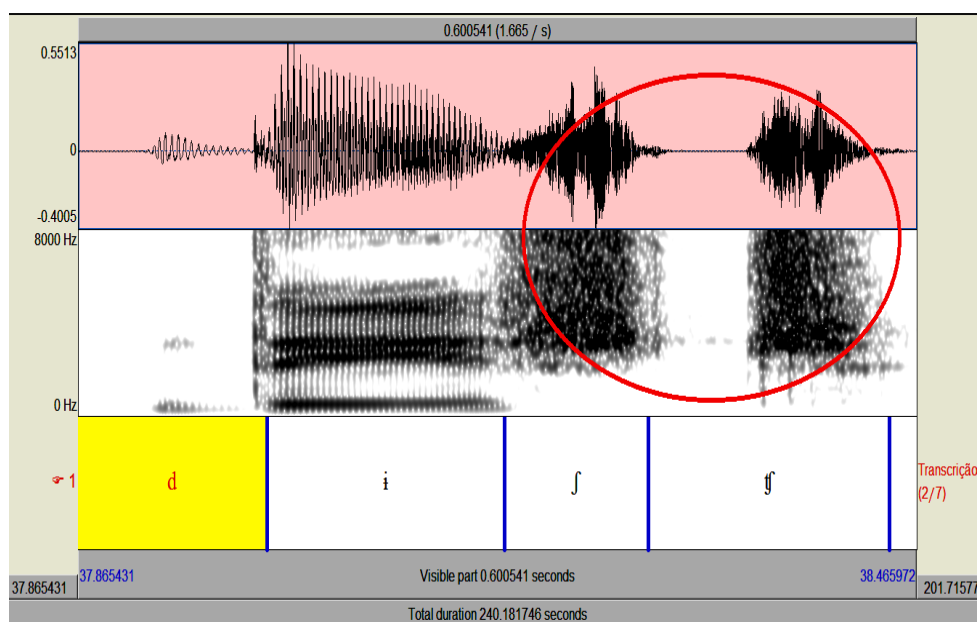 0.600541 (1.665 / s)
0.5513
0
-0.4005
8000 Hz
0 Hz
☞ 1
d ɨ ʃ ʧ
Transcrição
(2/7)
37.865431 Visible part 0.600541 seconds 38.465972
37.865431 201.71577
Total duration 240.181746 seconds